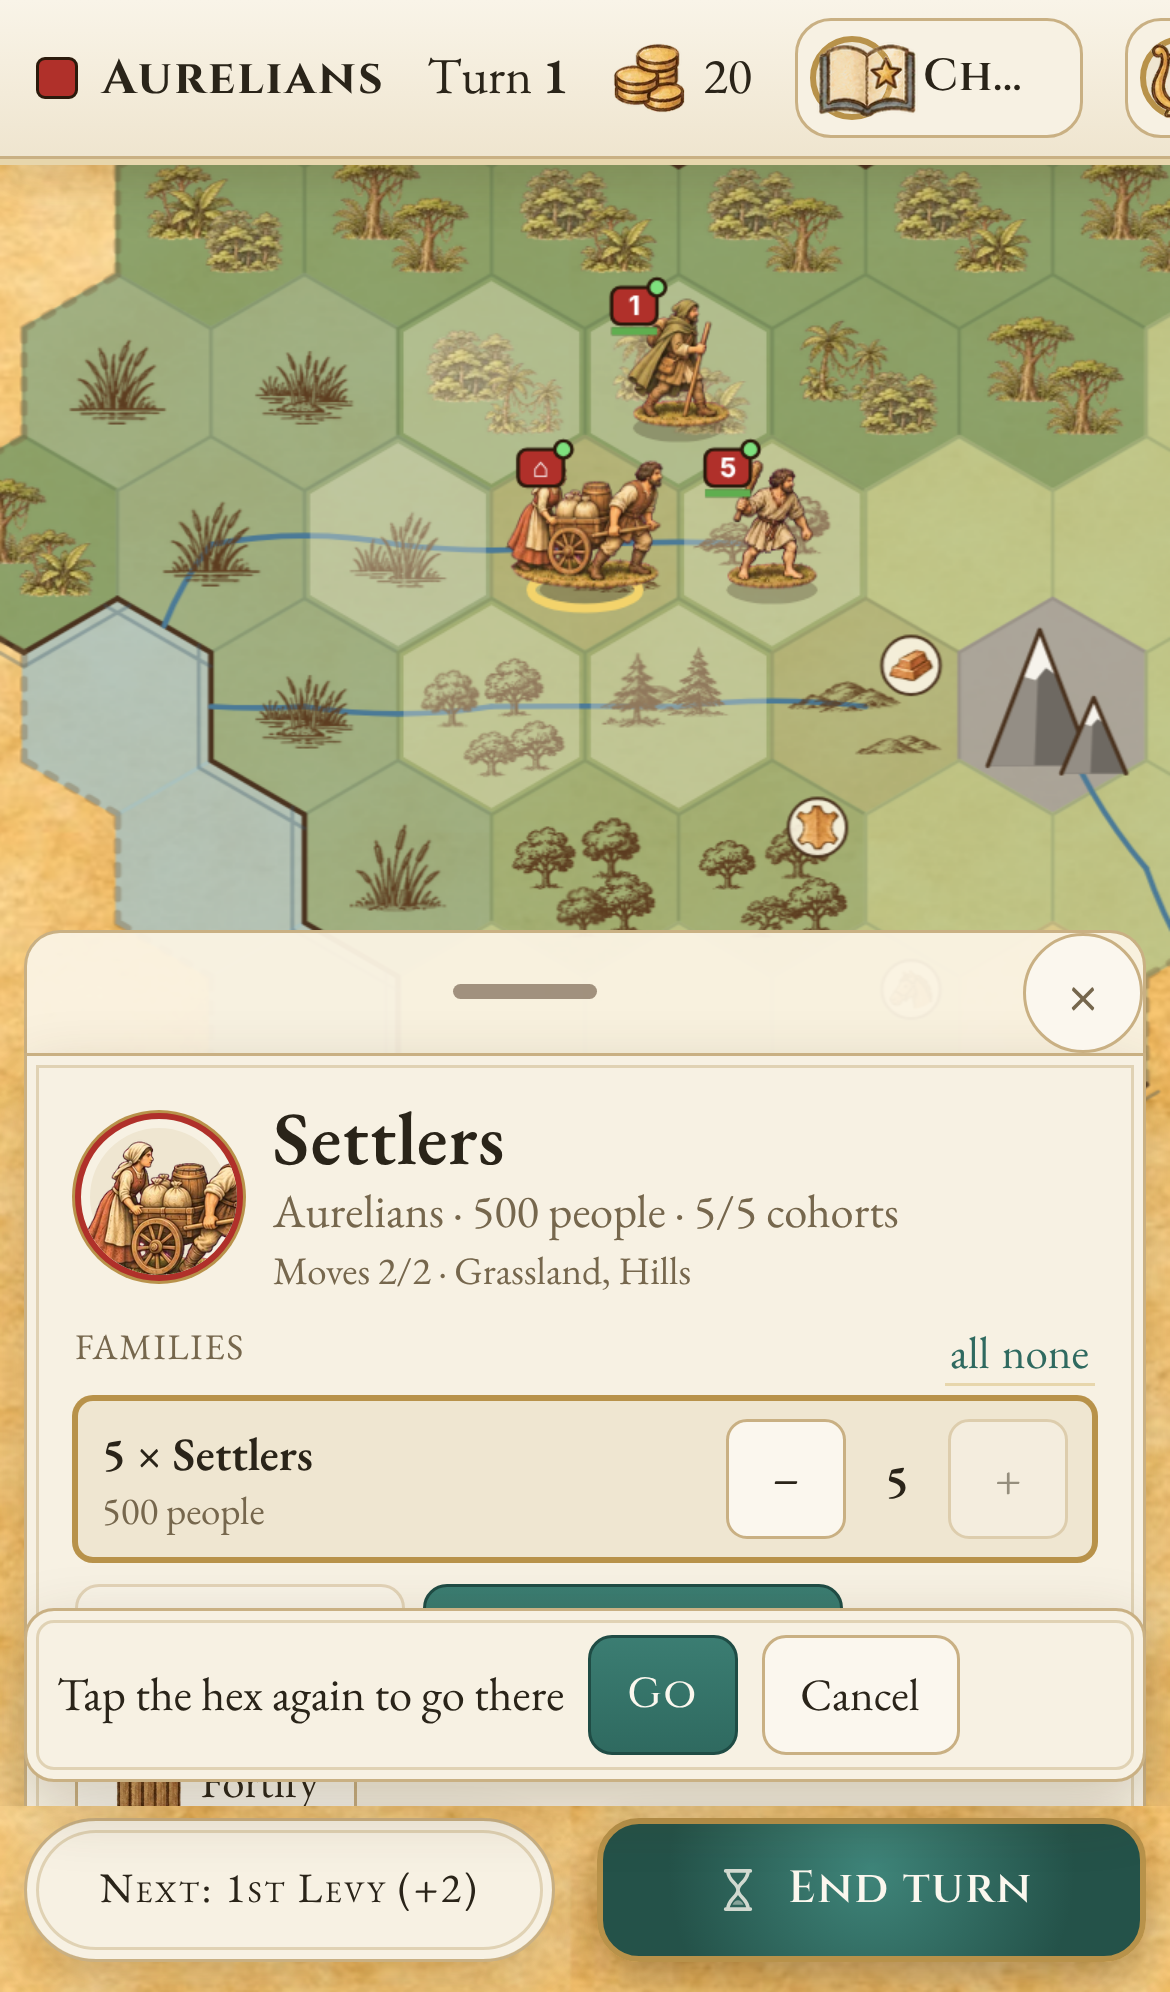 AURELIANS Turn 1 20 CH...
1
5
×
Settlers
Aurelians · 500 people · 5/5 cohorts
Moves 2/2 · Grassland, Hills
FAMILIES all none
5 × Settlers
500 people
− 5 +
Tap the hex again to go there GO Cancel
Fortify
NEXT: 1ST LEVY (+2) END TURN